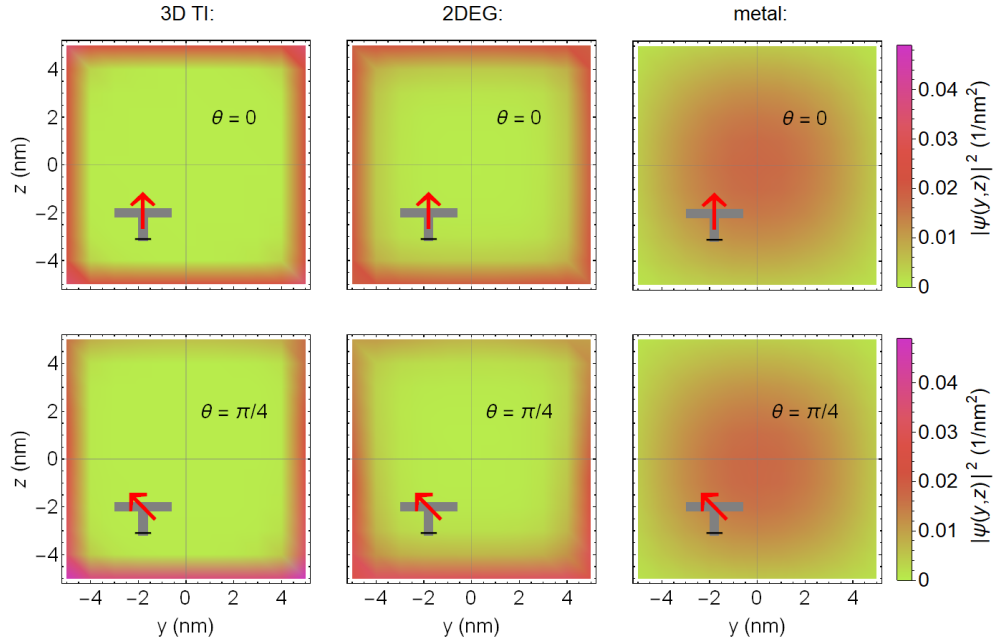 3D TI:
2DEG:
metal:
θ = 0
θ = 0
θ = 0
4
2
0
−2
−4
z (nm)
0.04
0.03
0.02
0.01
0
|ψ(y,z)|² (1/nm²)
θ = π/4
θ = π/4
θ = π/4
4
2
0
−2
−4
z (nm)
0.04
0.03
0.02
0.01
0
|ψ(y,z)|² (1/nm²)
−4 −2 0 2 4
−4 −2 0 2 4
−4 −2 0 2 4
y (nm)
y (nm)
y (nm)